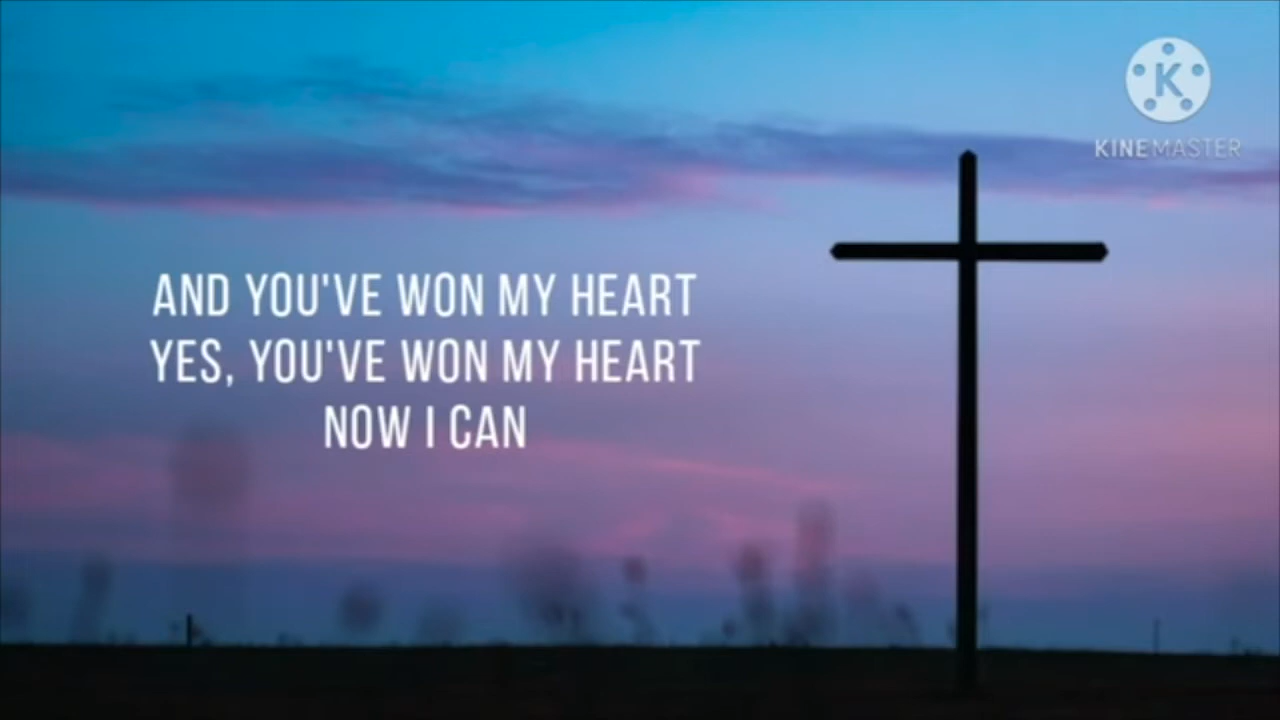 K
KINEMASTER
AND YOU'VE WON MY HEART
YES, YOU'VE WON MY HEART
NOW I CAN